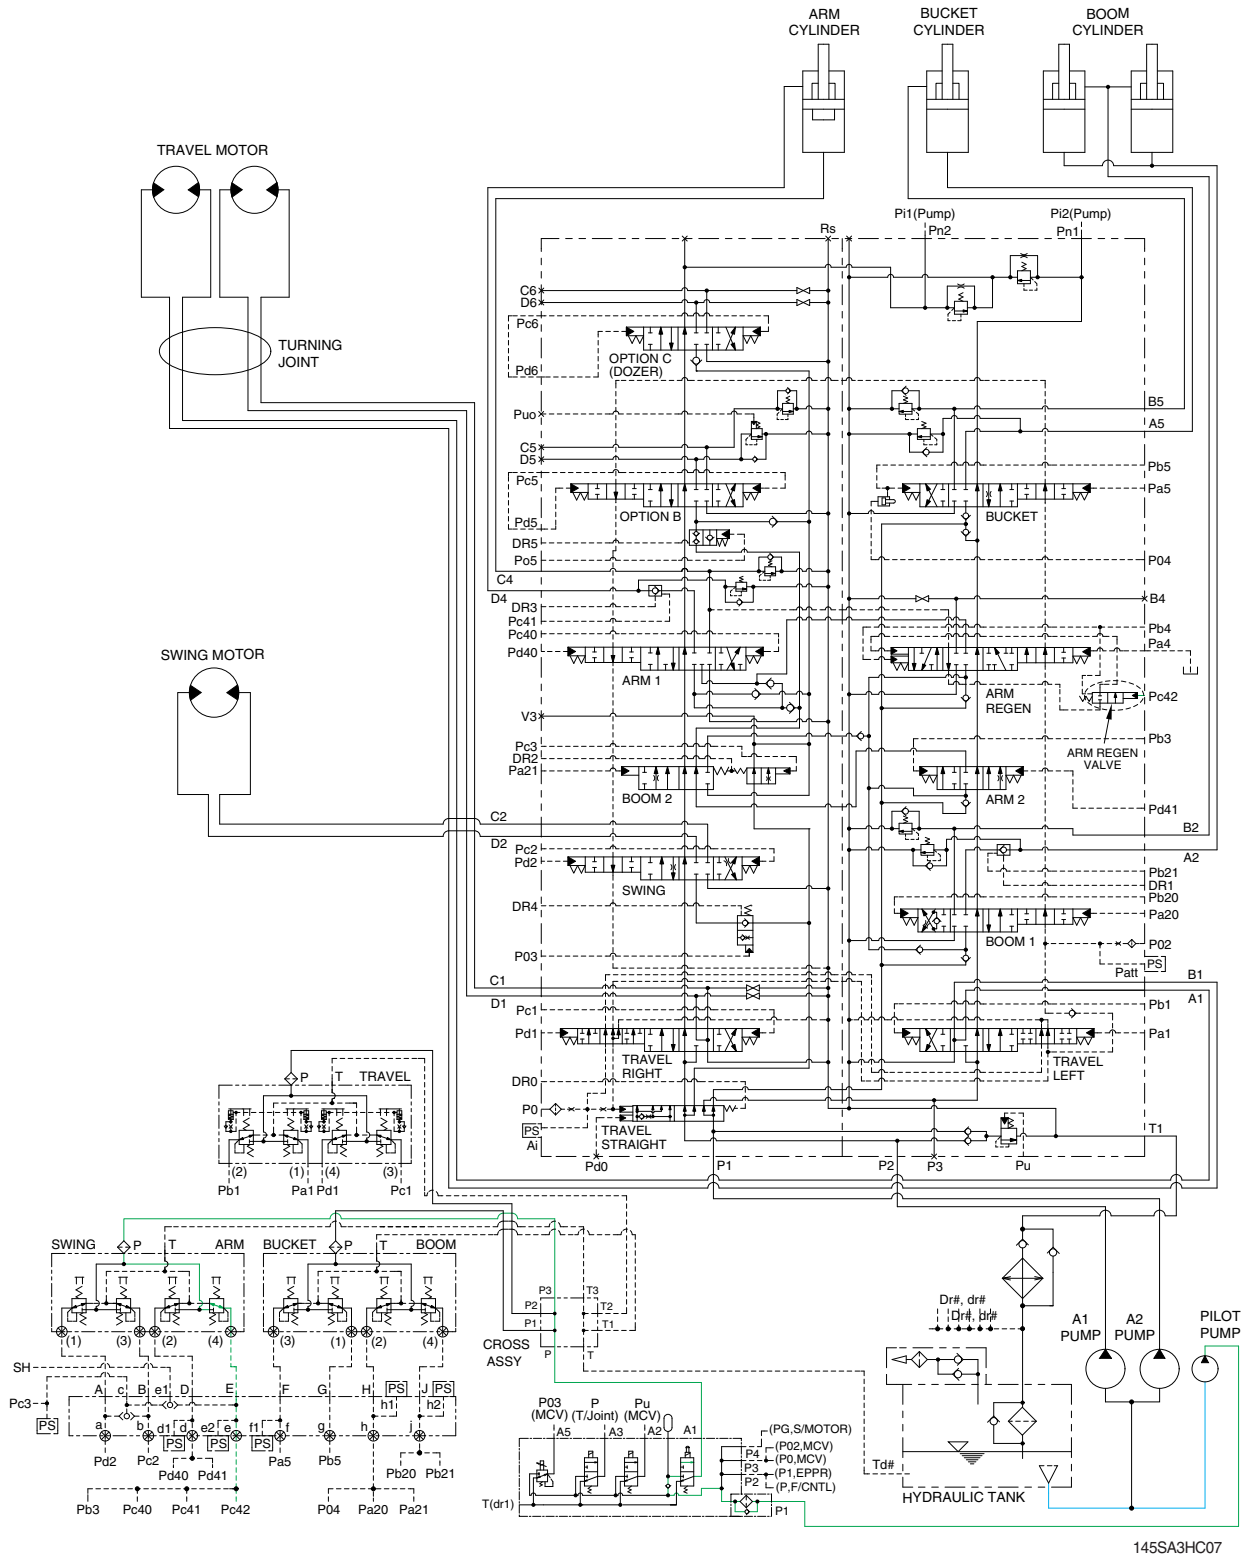 ARM
CYLINDER
BUCKET
CYLINDER
BOOM
CYLINDER
TRAVEL MOTOR
TURNING
JOINT
SWING MOTOR
Rs
Pi1(Pump)
Pn2
Pi2(Pump)
Pn1
C6
D6
Pc6
OPTION C
(DOZER)
Pd6
Puo
C5
D5
Pc5
Pd5
OPTION B
DR5
Po5
C4
D4
DR3
Pc41
Pc40
Pd40
ARM 1
V3
Pc3
DR2
Pa21
BOOM 2
C2
D2
Pc2
Pd2
SWING
DR4
P03
C1
D1
Pc1
Pd1
TRAVEL
RIGHT
DR0
P0
PS
Ai
TRAVEL
STRAIGHT
Pd0
P1
P2
P3
Pu
T1
B5
A5
Pb5
Pa5
BUCKET
P04
B4
Pb4
Pa4
ARM
REGEN
Pc42
ARM REGEN
VALVE
Pb3
ARM 2
Pd41
B2
A2
Pb21
DR1
Pb20
Pa20
BOOM 1
P02
PS
Patt
B1
A1
Pb1
Pa1
TRAVEL
LEFT
P
T
TRAVEL
(2)
(1)
(4)
(3)
Pb1
Pa1
Pd1
Pc1
SWING
P
T
ARM
(1)
(3)
(2)
(4)
BUCKET
P
T
BOOM
(3)
(1)
(2)
(4)
P3
T3
P2
T2
P1
T1
CROSS
ASSY
P
T
SH
Pc3
PS
A
c
B
e1
D
E
F
G
H
PS
J
PS
h1
h2
a
b
d1
d
e2
e
f1
f
g
h
j
PS
PS
PS
Pd2
Pc2
Pd40
Pd41
Pa5
Pb5
Pb20
Pb21
Pb3
Pc40
Pc41
Pc42
P04
Pa20
Pa21
P03
(MCV)
P
(T/Joint)
Pu
(MCV)
A5
A3
A2
A1
T(dr1)
P4
P3
P2
P1
(PG,S/MOTOR)
(P02,MCV)
(P0,MCV)
(P1,EPPR)
(P,F/CNTL)
Td#
Dr#, dr#
Dr#, dr#
HYDRAULIC TANK
A1
PUMP
A2
PUMP
PILOT
PUMP
145SA3HC07